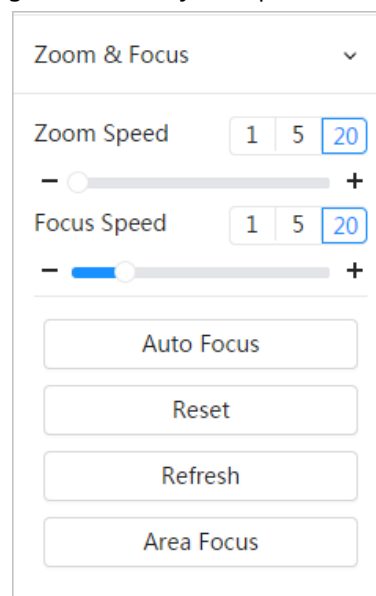 Zoom & Focus
Zoom Speed 1 5 20
− +
Focus Speed 1 5 20
− +
Auto Focus
Reset
Refresh
Area Focus